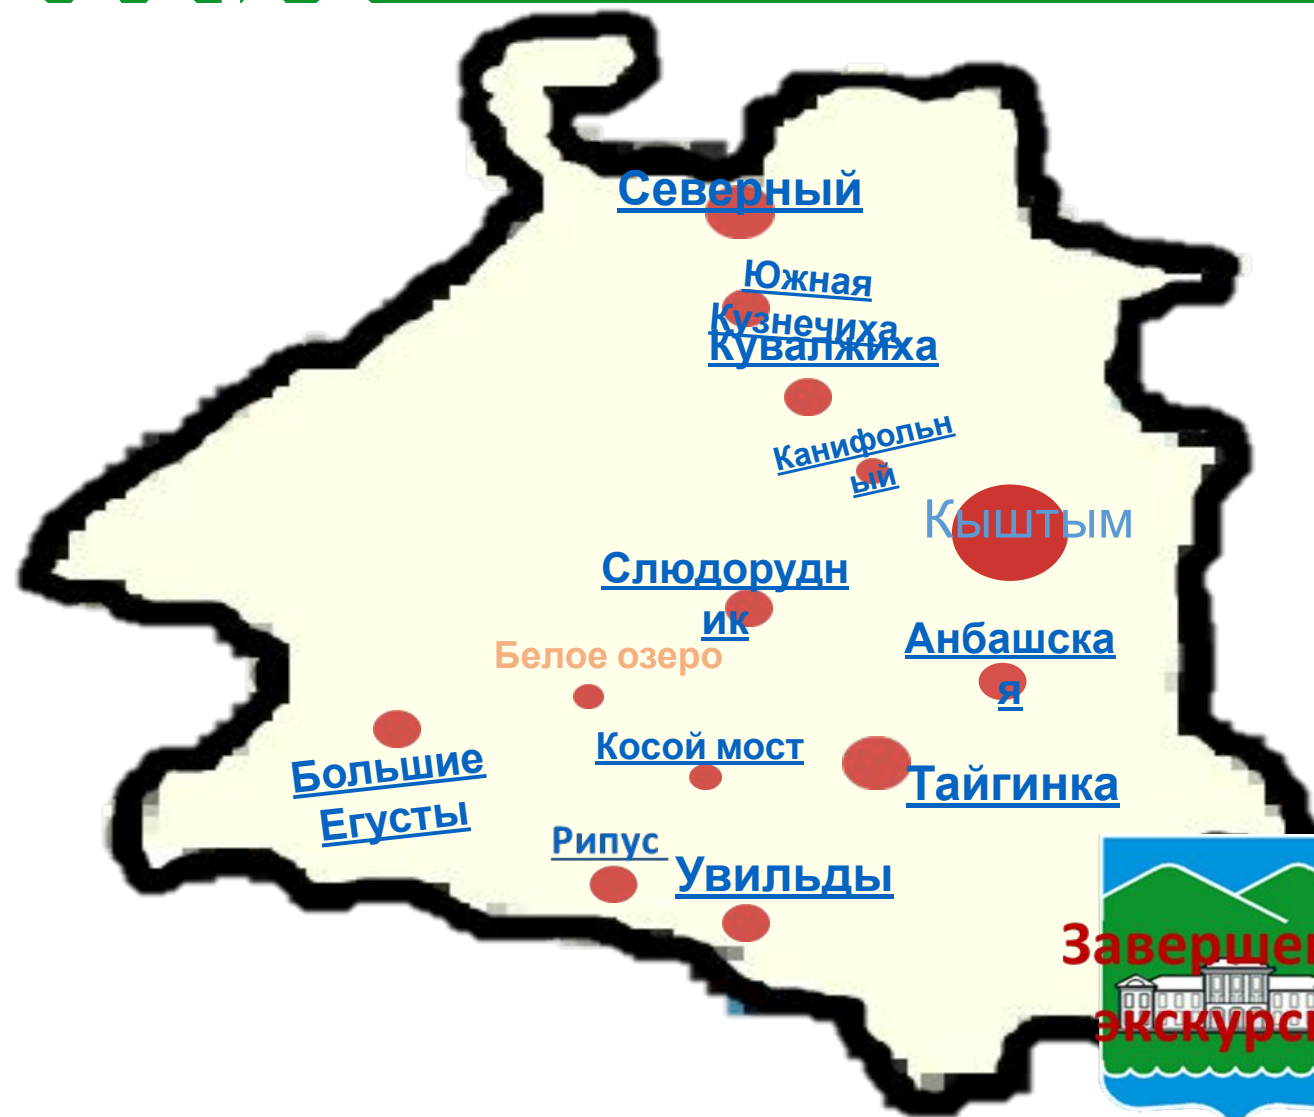 Северный
Южная
Кузнечиха
Кувалжиха
Канифольн
ый
Кыштым
Слюдорудн
ик
Анбашска
я
Белое озеро
Косой мост
Большие
Егусты
Тайгинка
Рипус
Увильды